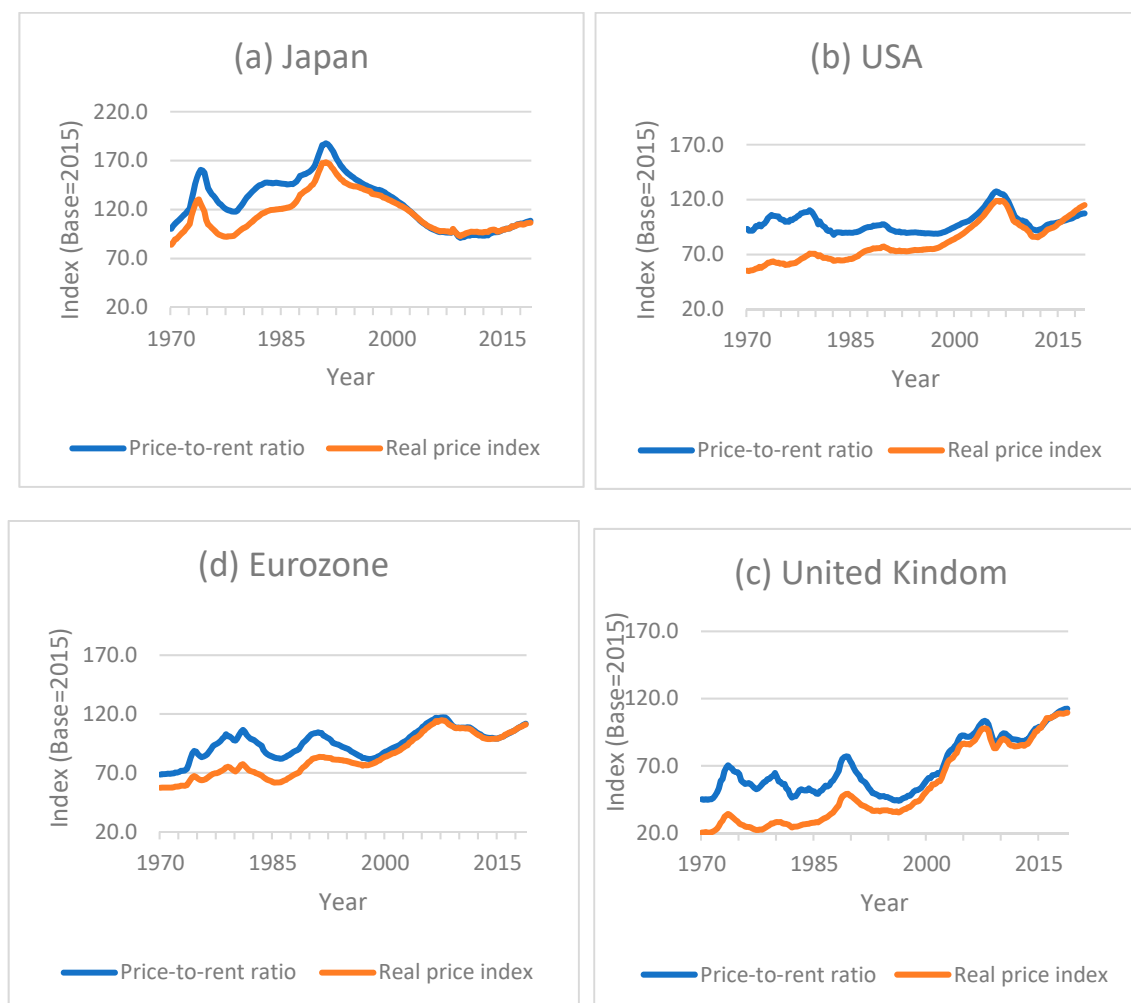 (a) Japan
Index (Base=2015)
220.0
170.0
120.0
70.0
20.0
1970 1985 2000 2015
Year
Price-to-rent ratio Real price index
(b) USA
Index (Base=2015)
170.0
120.0
70.0
20.0
1970 1985 2000 2015
Year
Price-to-rent ratio Real price index
(d) Eurozone
Index (Base=2015)
170.0
120.0
70.0
20.0
1970 1985 2000 2015
Year
Price-to-rent ratio Real price index
(c) United Kindom
Index (Base=2015)
170.0
120.0
70.0
20.0
1970 1985 2000 2015
Year
Price-to-rent ratio Real price index